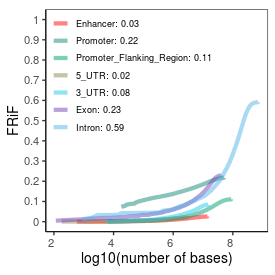 1
0.9
0.8
0.7
0.6
0.5
0.4
0.3
0.2
0.1
0
FRiF
Enhancer: 0.03
Promoter: 0.22
Promoter_Flanking_Region: 0.11
5_UTR: 0.02
3_UTR: 0.08
Exon: 0.23
Intron: 0.59
2 4 6 8
log10(number of bases)